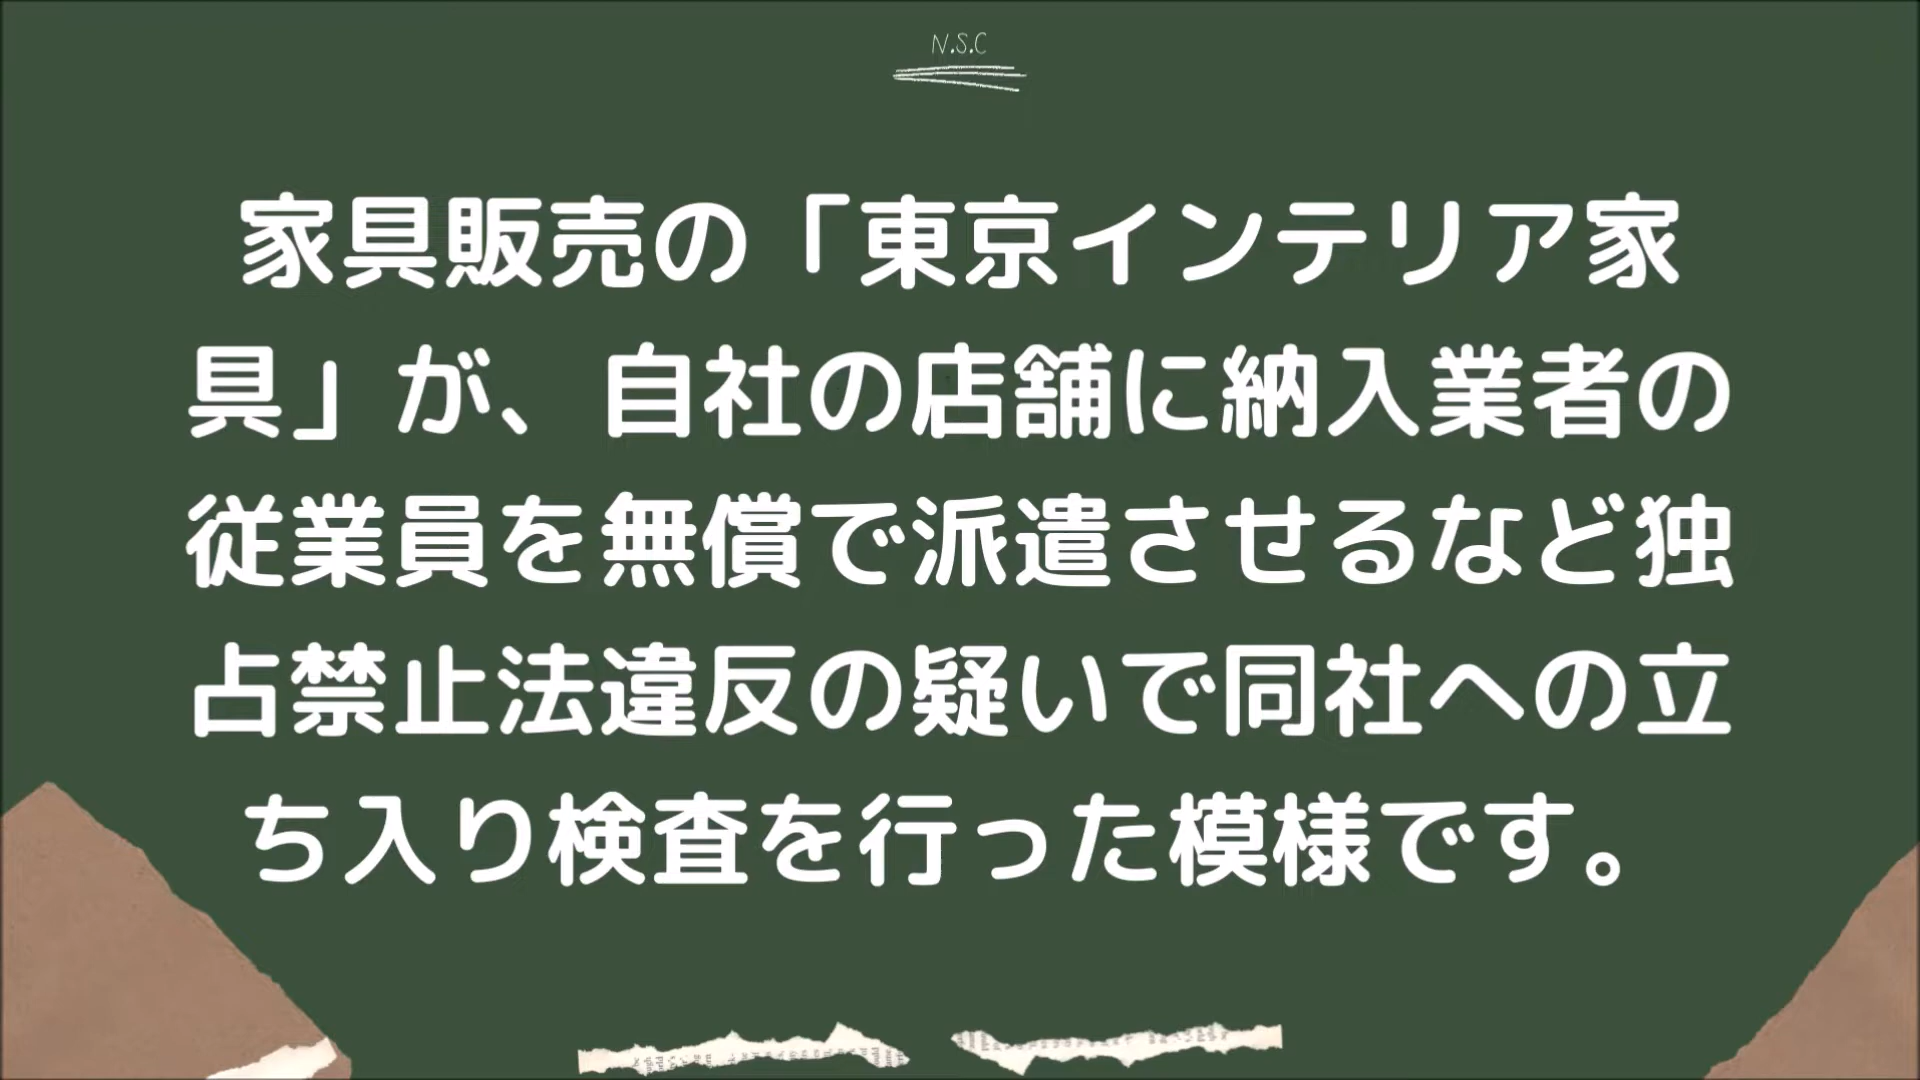 N.S.C
家具販売の「東京インテリア家
具」が、自社の店舗に納入業者の
従業員を無償で派遣させるなど独
占禁止法違反の疑いで同社への立
ち入り検査を行った模様です。